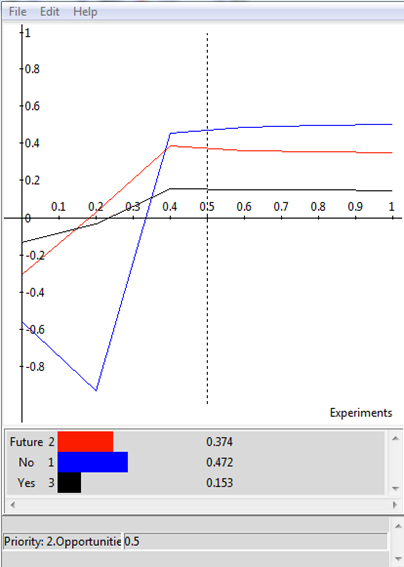 File Edit Help
1
0.8
0.6
0.4
0.2
0
0.1 0.2 0.3 0.4 0.5 0.6 0.7 0.8 0.9 1
-0.2
-0.4
-0.6
-0.8
Experiments
Future 2 0.374
No 1 0.472
Yes 3 0.153
Priority: 2.Opportunitie 0.5